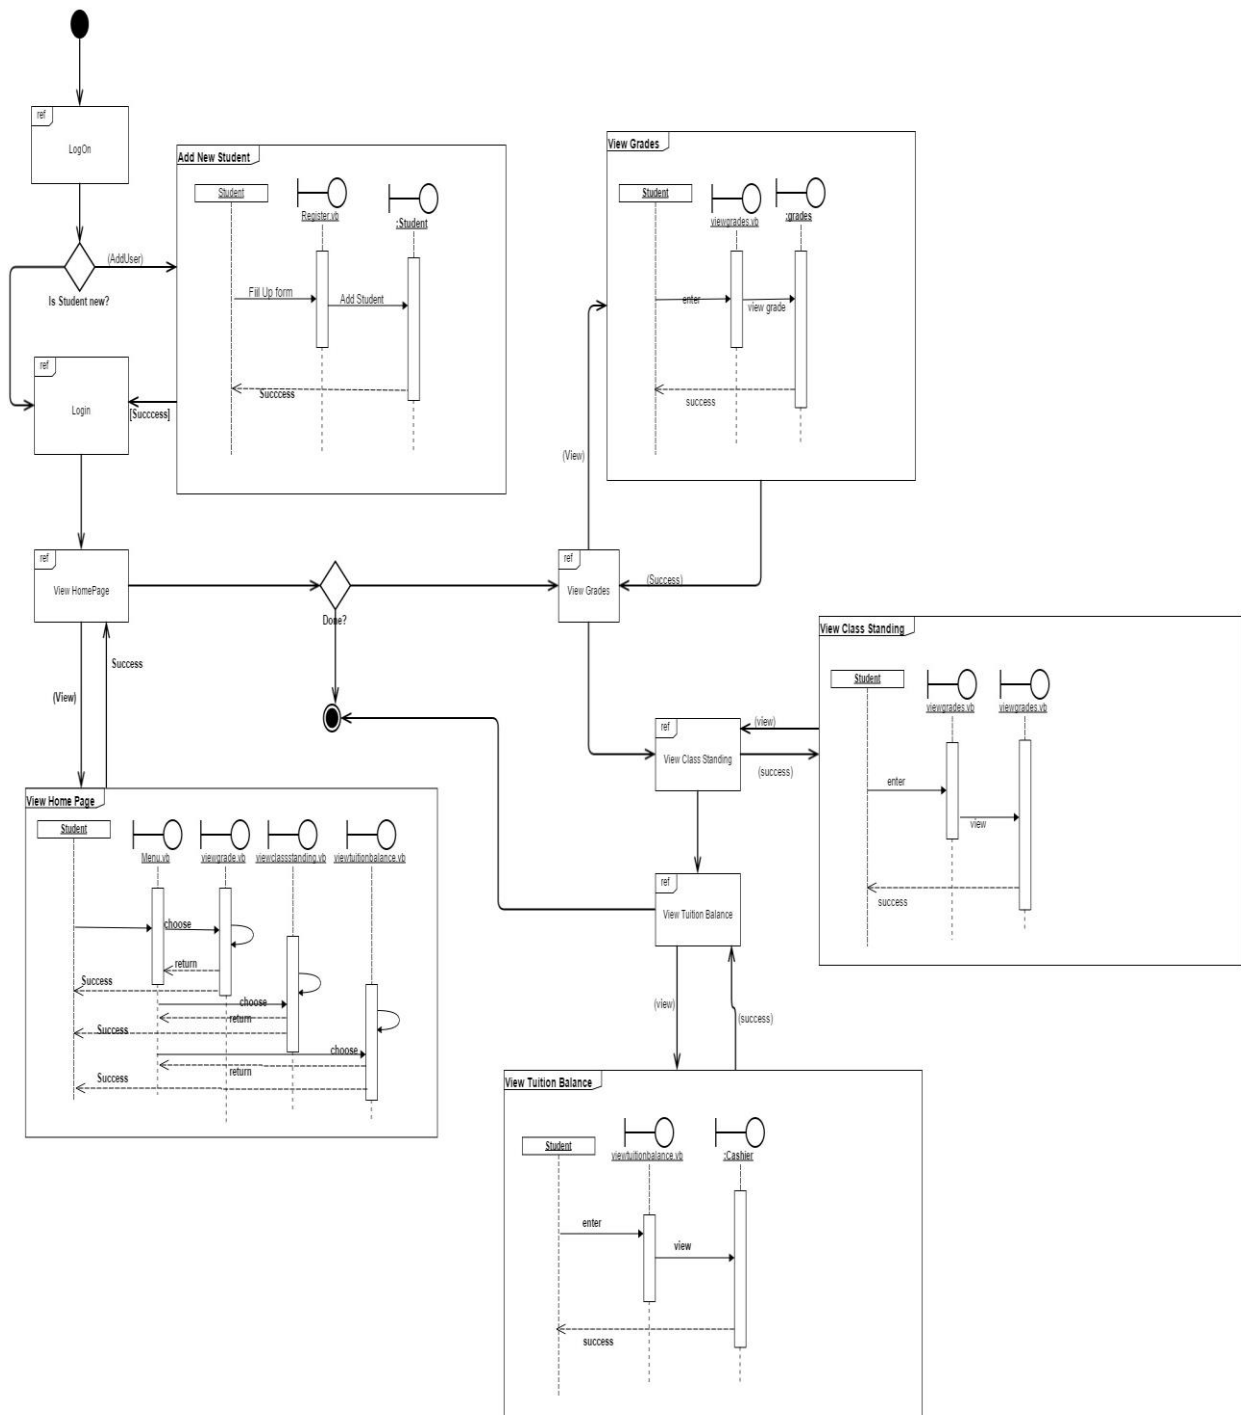 ref
LogOn
(AddUser)
Is Student new?
ref
Login
[Succcess]
Add New Student
Student
Register.vb
:Student
Fiil Up form
Add Student
Succcess
View Grades
Student
viewgrades.vb
:grades
enter
view grade
success
(View)
ref
View HomePage
Done?
ref
View Grades
(Success)
Success
(View)
View Class Standing
Student
viewgrades.vb
viewgrades.vb
enter
view
success
ref
View Class Standing
(view)
(success)
View Home Page
Student
Menu.vb
viewgrade.vb
viewclassstanding.vb
viewtuitionbalance.vb
choose
return
Success
choose
return
Success
choose
return
Success
ref
View Tuition Balance
(view)
(success)
View Tuition Balance
Student
viewtuitionbalance.vb
:Cashier
enter
view
success